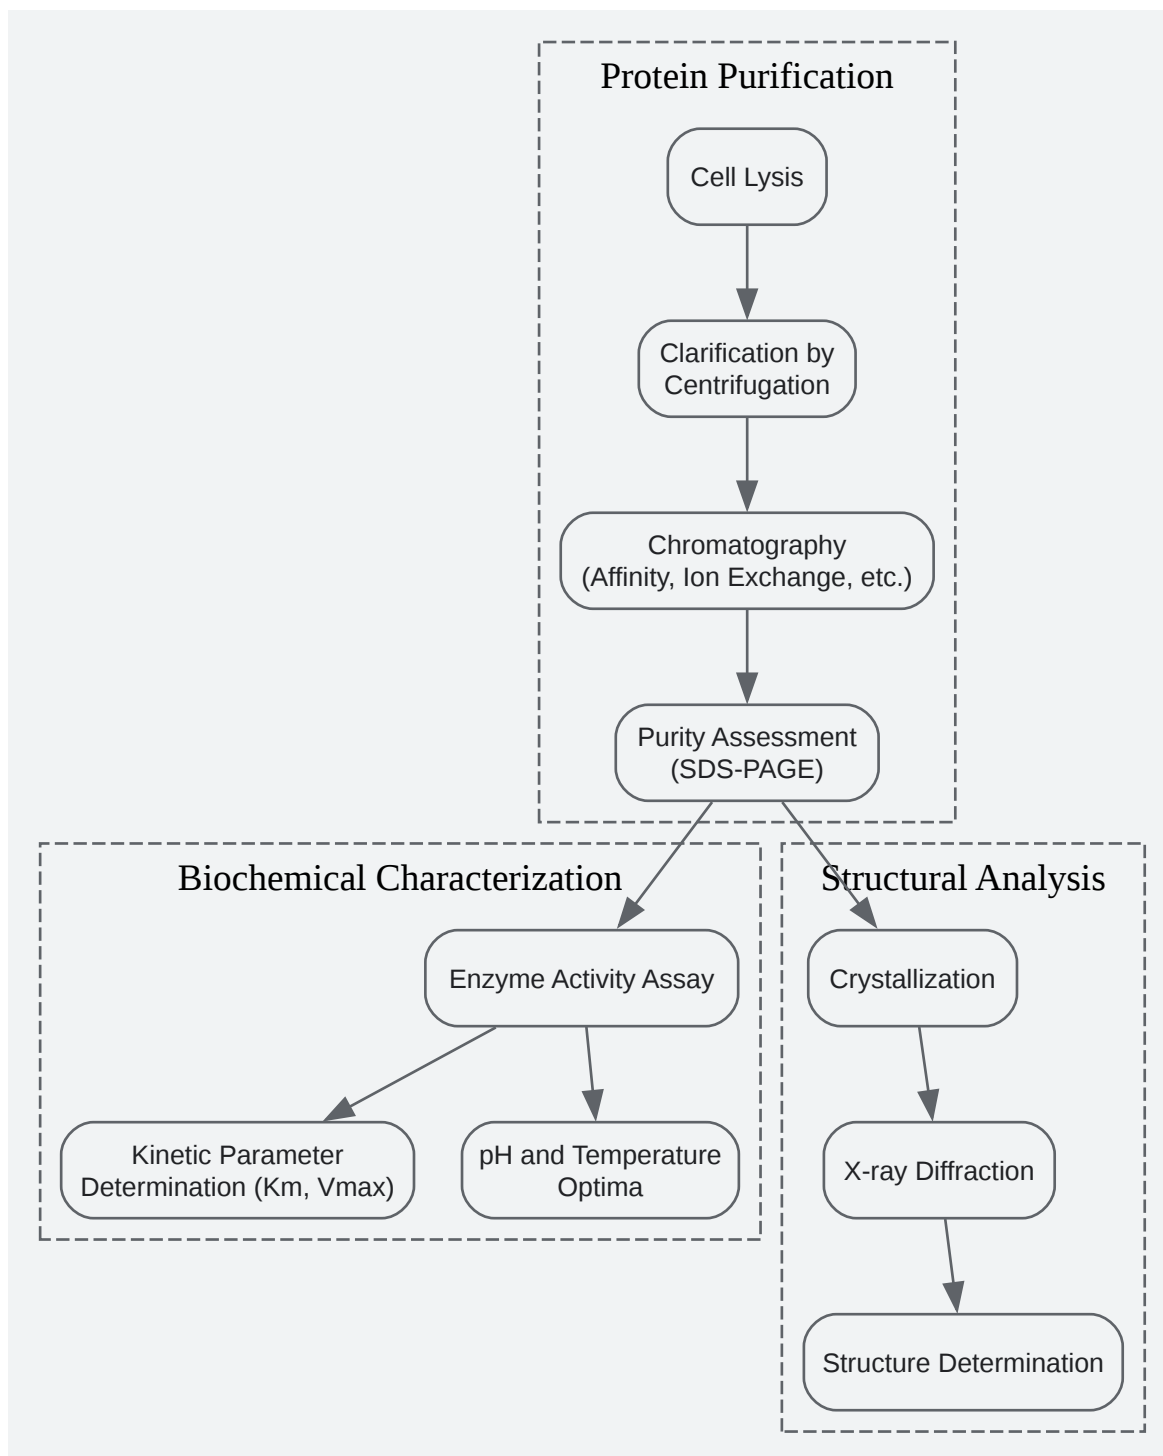 Protein Purification
Cell Lysis
Clarification by
Centrifugation
Chromatography
(Affinity, Ion Exchange, etc.)
Purity Assessment
(SDS-PAGE)
Biochemical Characterization
Enzyme Activity Assay
Kinetic Parameter
Determination (Km, Vmax)
pH and Temperature
Optima
Structural Analysis
Crystallization
X-ray Diffraction
Structure Determination